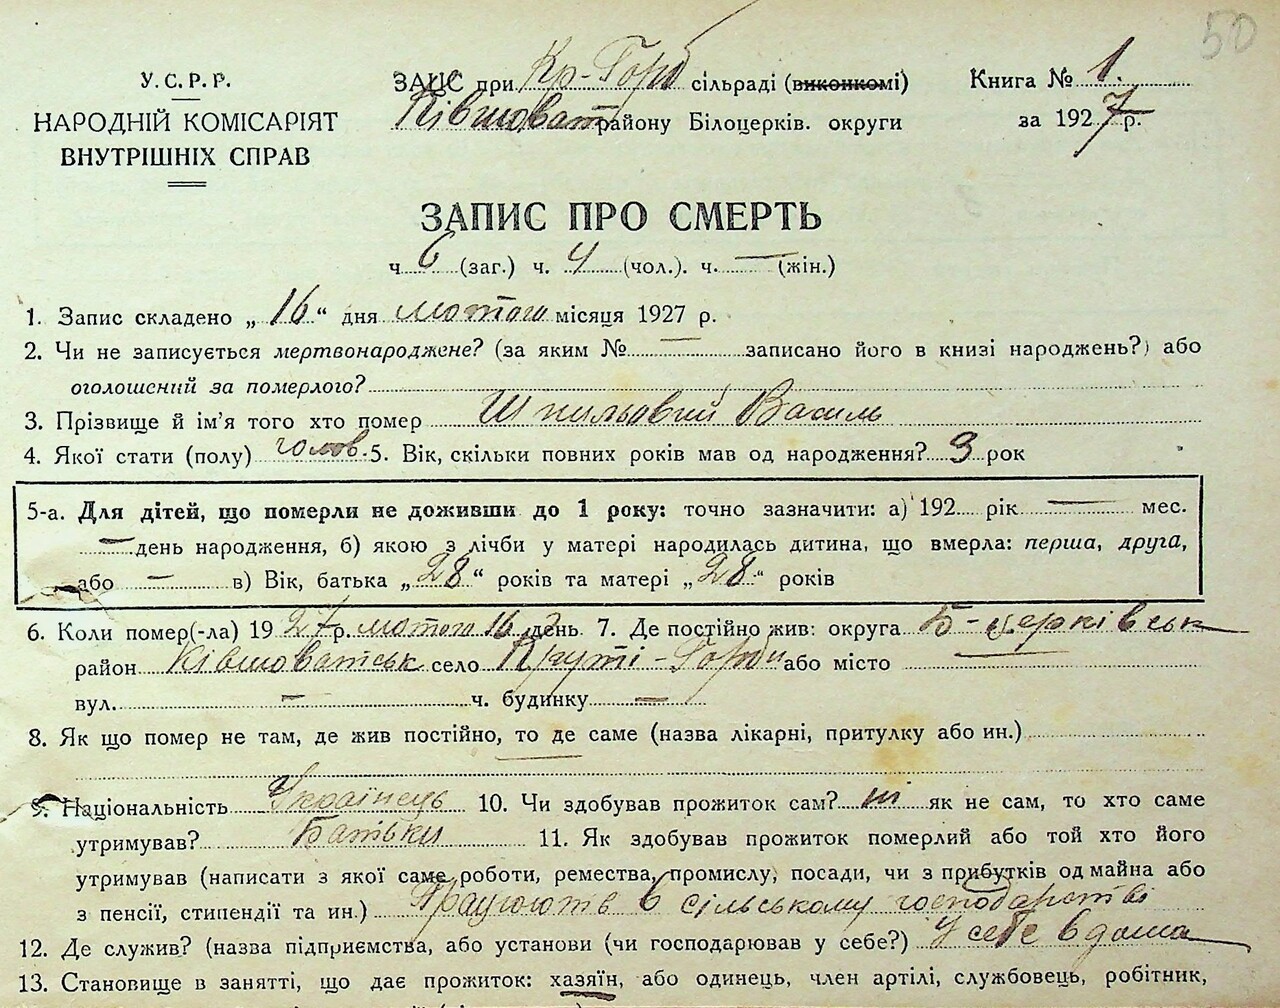 50
У.С.Р.Р.
НАРОДНІЙ КОМІСАРІЯТ
ВНУТРІШНІХ СПРАВ
ЗАЦС при Кр-Горб сільраді (виконкомі)
Ківшоват району Білоцерків. округи
Книга № 1.
за 1927 р.
ЗАПИС ПРО СМЕРТЬ
ч 6 (заг.) ч. 4 (чол.). ч. — (жін.)
1. Запис складено „ 16 “ дня лютого місяця 1927 р.
2. Чи не записується мертвонароджене? (за яким № — записано його в книзі народжень?) або
оголошений за померлого?
3. Прізвище й ім'я того хто помер Шпильовий Василь
4. Якої стати (полу) чолов. 5. Вік, скільки повних років мав од народження? 3 рок
5-а. Для дітей, що померли не доживши до 1 року: точно зазначити: а) 192 рік — мес.
— день народження, б) якою з лічби у матері народилась дитина, що вмерла: перша, друга,
або — в) Вік, батька „ 28 “ років та матері „ 28 “ років
6. Коли помер(-ла) 1927 р. лютого 16 день 7. Де постійно жив: округа Б-церківськ
район Ківшоватськ село Круті-Горби або місто
вул. — ч. будинку —
8. Як що помер не там, де жив постійно, то де саме (назва лікарні, притулку або ин.)
9. Національність Українець 10. Чи здобував прожиток сам? ні як не сам, то хто саме
утримував? Батьки 11. Як здобував прожиток померлий або той хто його
утримував (написати з якої саме роботи, ремества, промислу, посади, чи з прибутків од майна або
з пенсії, стипендії та ин.) Працюють в сільському господарстві
12. Де служив? (назва підприємства, або установи (чи господарював у себе?) У себе вдома
13. Становище в занятті, що дає прожиток: хазяїн, або одинець, член артілі, службовець, робітник,